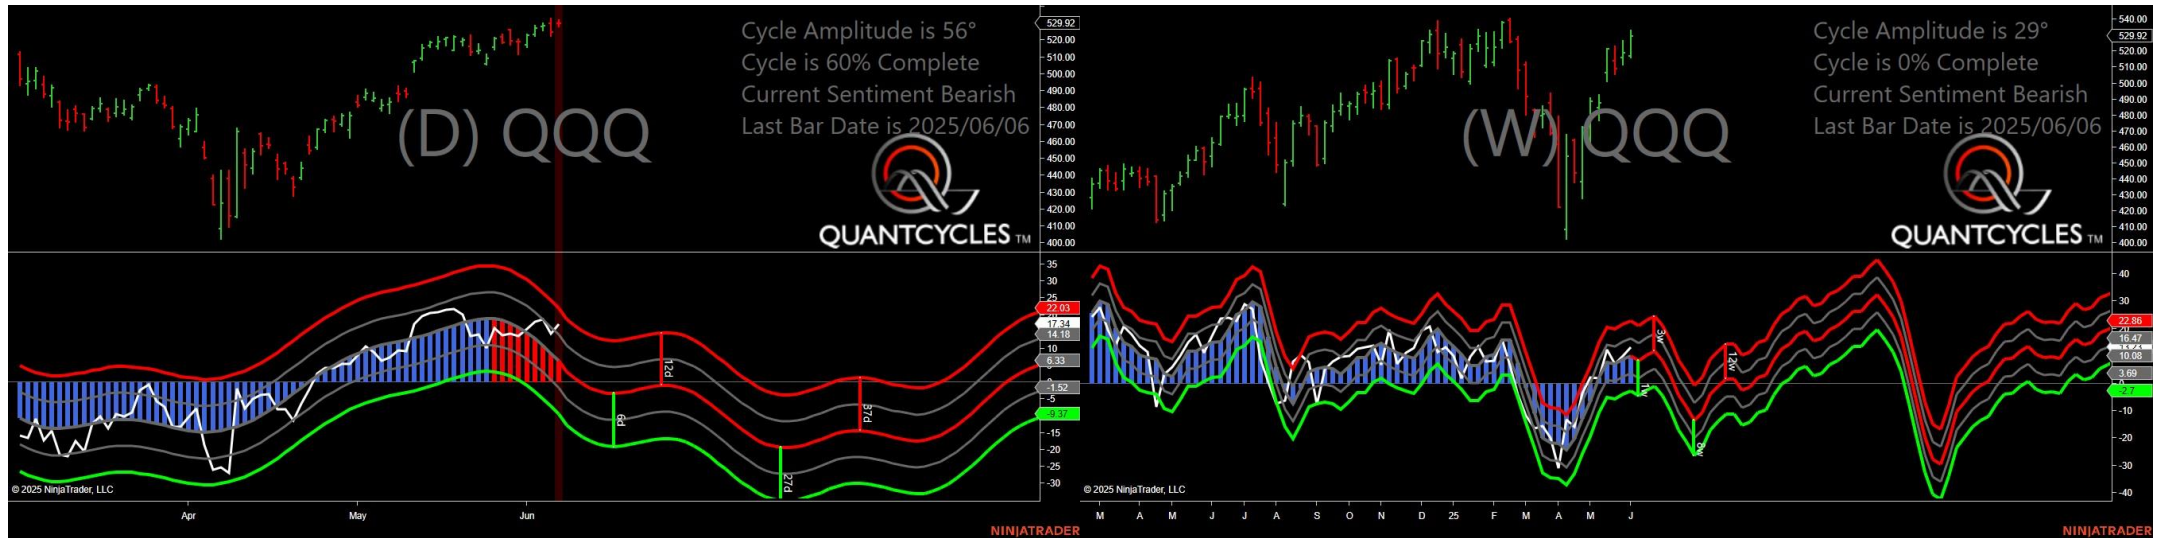 Cycle Amplitude is 56°
Cycle is 60% Complete
Current Sentiment Bearish
Last Bar Date is 2025/06/06
(D) QQQ
QUANTCYCLES TM
529.92
520.00
510.00
500.00
490.00
480.00
470.00
460.00
450.00
440.00
430.00
420.00
410.00
400.00
35
30
25
22.03
17.34
14.18
10
6.33
-1.52
-5
-9.37
-15
-20
-25
-30
6d
12d
27d
37d
© 2025 NinjaTrader, LLC
Apr May Jun
NINJATRADER
Cycle Amplitude is 29°
Cycle is 0% Complete
Current Sentiment Bearish
Last Bar Date is 2025/06/06
(W) QQQ
QUANTCYCLES TM
540.00
529.92
520.00
510.00
500.00
490.00
480.00
470.00
460.00
450.00
440.00
430.00
420.00
410.00
400.00
40
30
22.86
16.47
10.08
3.69
-2.7
-10
-20
-30
-40
1w
3w
8w
12w
© 2025 NinjaTrader, LLC
M A M J J A S O N D 25 F M A M J
NINJATRADER